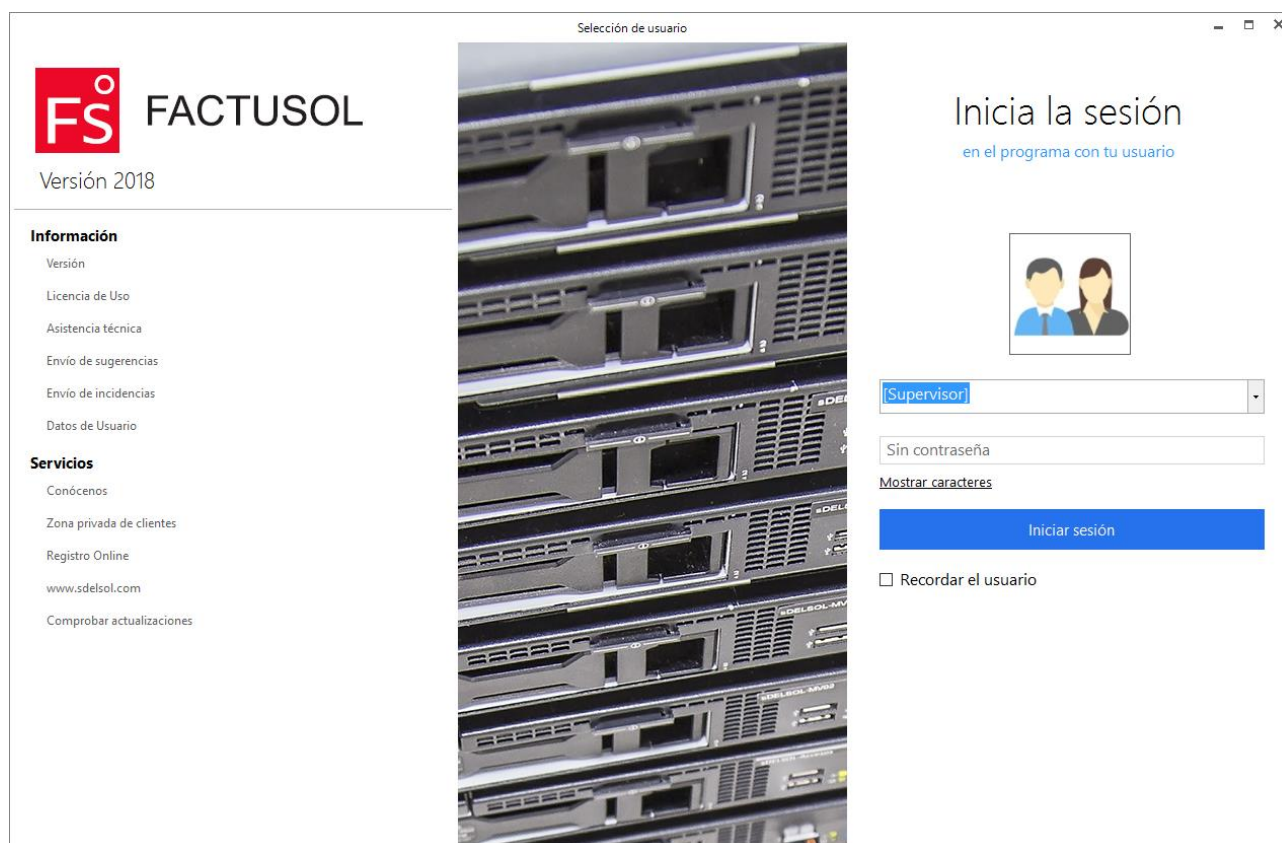 Selección de usuario
FS
FACTUSOL
Versión 2018
Información
Versión
Licencia de Uso
Asistencia técnica
Envío de sugerencias
Envío de incidencias
Datos de Usuario
Servicios
Conócenos
Zona privada de clientes
Registro Online
www.sdelsol.com
Comprobar actualizaciones
sDELSOL-MV03
Inicia la sesión
en el programa con tu usuario
[Supervisor]
Sin contraseña
Mostrar caracteres
Iniciar sesión
Recordar el usuario